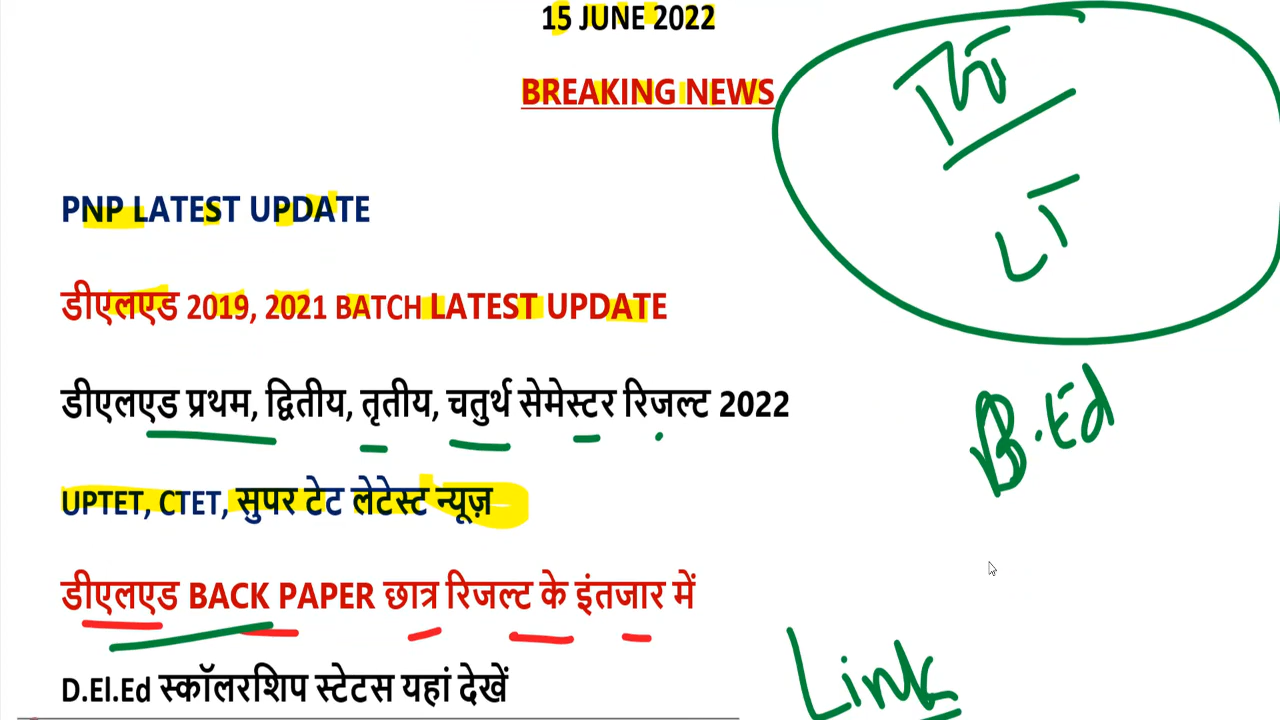 15 JUNE 2022
BREAKING NEWS
PNP LATEST UPDATE
डीएलएड 2019, 2021 BATCH LATEST UPDATE
डीएलएड प्रथम, द्वितीय, तृतीय, चतुर्थ सेमेस्टर रिजल्ट 2022
B.Ed
UPTET, CTET, सुपर टेट लेटेस्ट न्यूज़
डीएलएड BACK PAPER छात्र रिजल्ट के इंतजार में
Link
D.El.Ed स्कॉलरशिप स्टेटस यहां देखें